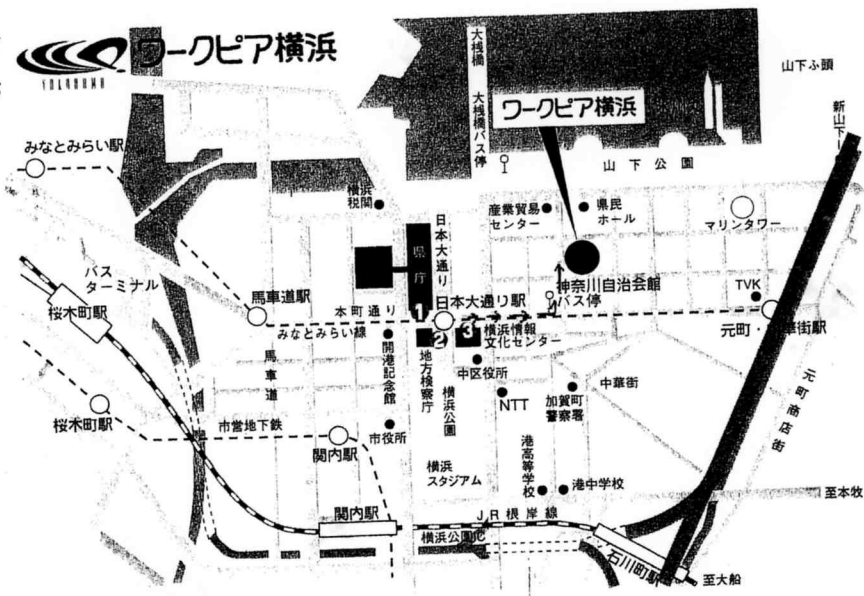 ワークピア横浜
YOKOHAMA
大桟橋
大桟橋バス停
山下ふ頭
ワークピア横浜
みなとみらい駅
山下公園
横浜
税関
日本大通り
県庁
産業貿易
センター
県民
ホール
マリンタワー
バス
ターミナル
桜木町駅
馬車道駅
本町通り
みなとみらい線
1
日本大通り駅
2
3
横浜情報
文化センター
神奈川自治会館
バス停
TVK
馬車道
開港記念館
地方検察庁
横浜公園
中区役所
NTT
加賀町
警察署
中華街
元町商店街
桜木町駅
市営地下鉄
関内駅
市役所
横浜
スタジアム
港高等学校
港中学校
至本牧
関内駅
JR根岸線
横浜公園IC
石川町駅
至大船